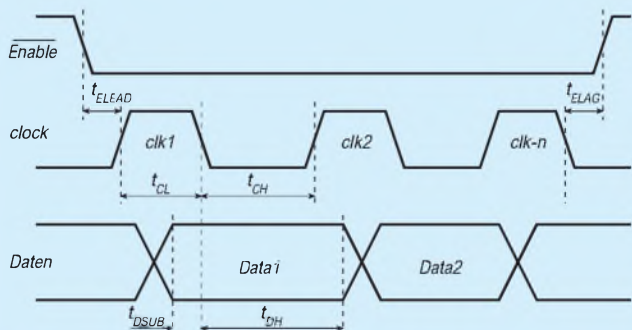 Enable
t_ELEAD
t_ELAG
clock
clk1
clk2
clk-n
t_CL
t_CH
Daten
Data1
Data2
t_DSUB
t_DH